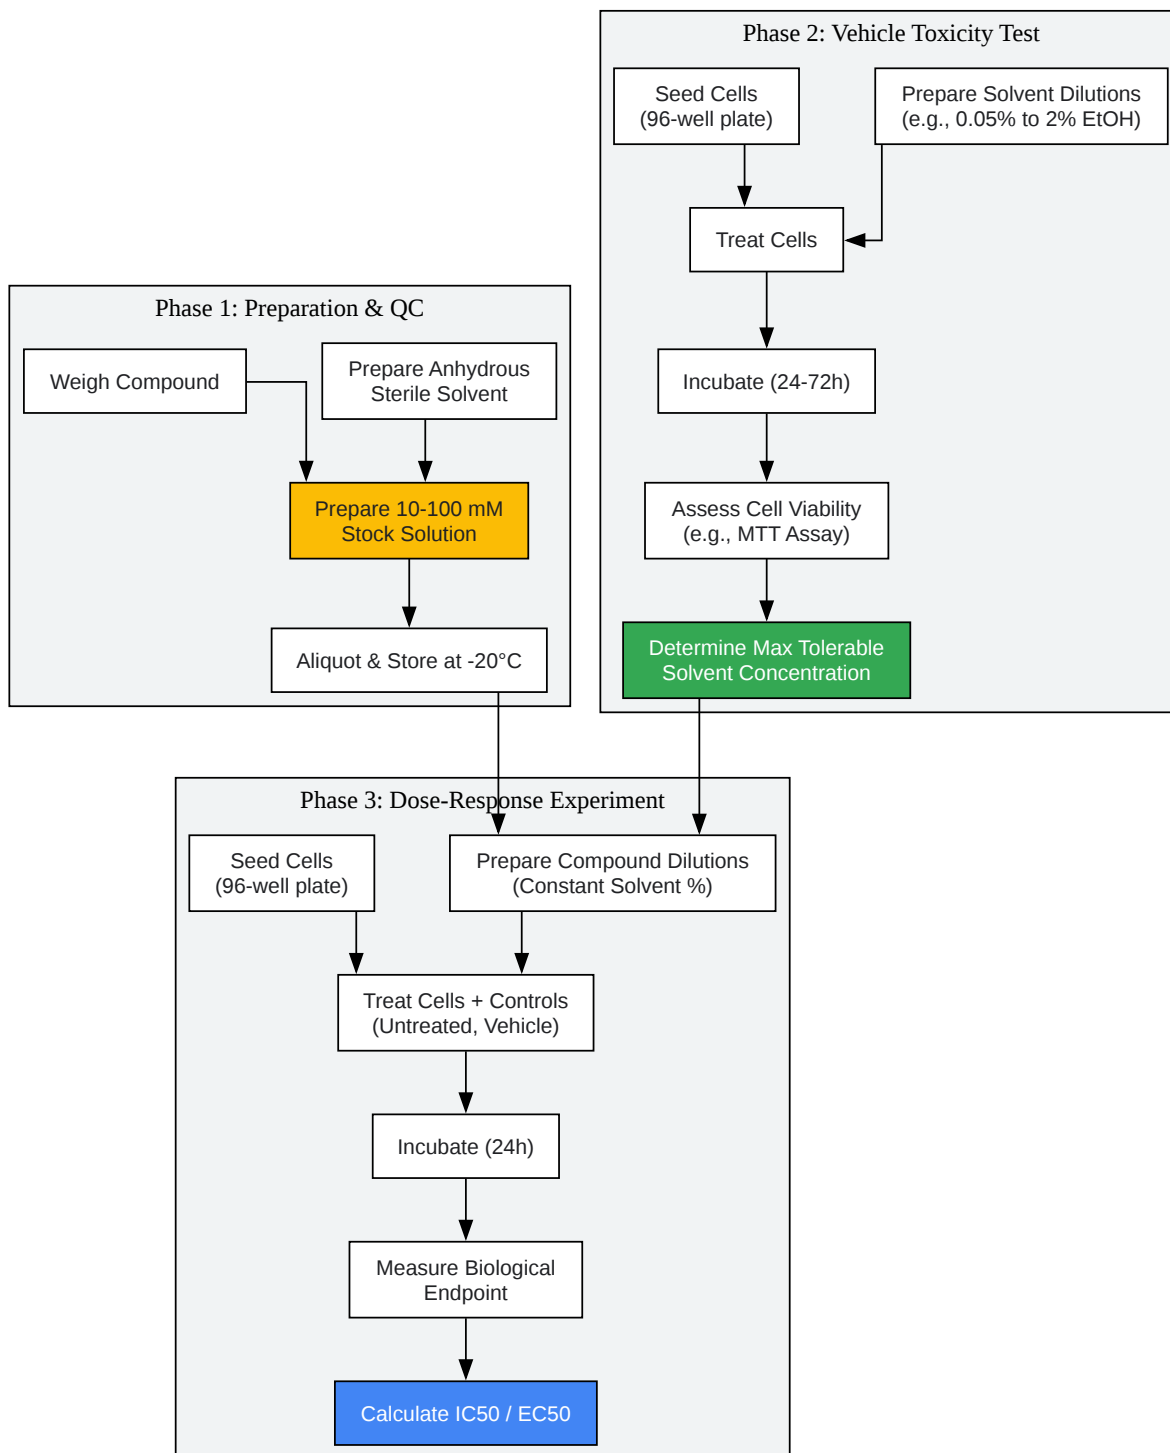 Phase 2: Vehicle Toxicity Test
Seed Cells
(96-well plate)
Prepare Solvent Dilutions
(e.g., 0.05% to 2% EtOH)
Treat Cells
Incubate (24-72h)
Assess Cell Viability
(e.g., MTT Assay)
Determine Max Tolerable
Solvent Concentration
Phase 1: Preparation & QC
Weigh Compound
Prepare Anhydrous
Sterile Solvent
Prepare 10-100 mM
Stock Solution
Aliquot & Store at -20°C
Phase 3: Dose-Response Experiment
Seed Cells
(96-well plate)
Prepare Compound Dilutions
(Constant Solvent %)
Treat Cells + Controls
(Untreated, Vehicle)
Incubate (24h)
Measure Biological
Endpoint
Calculate IC50 / EC50